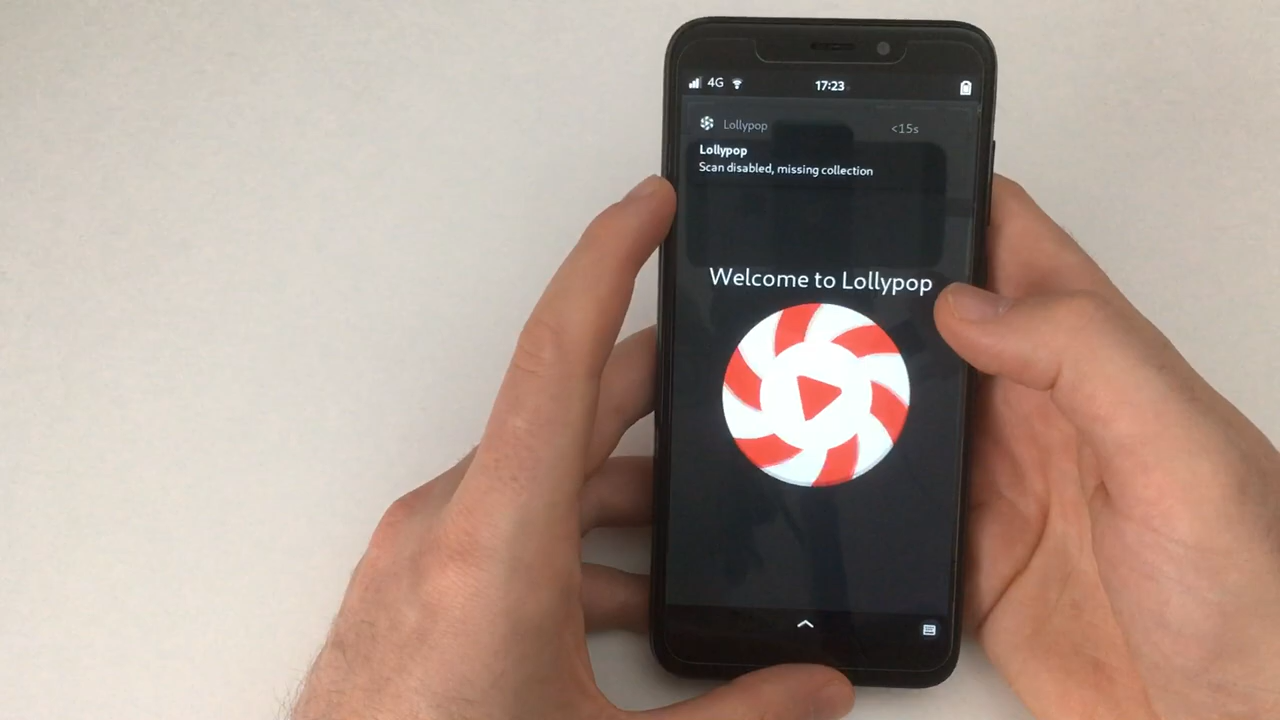 4G 17:23
Lollypop <15s
Lollypop
Scan disabled, missing collection
Welcome to Lollypop